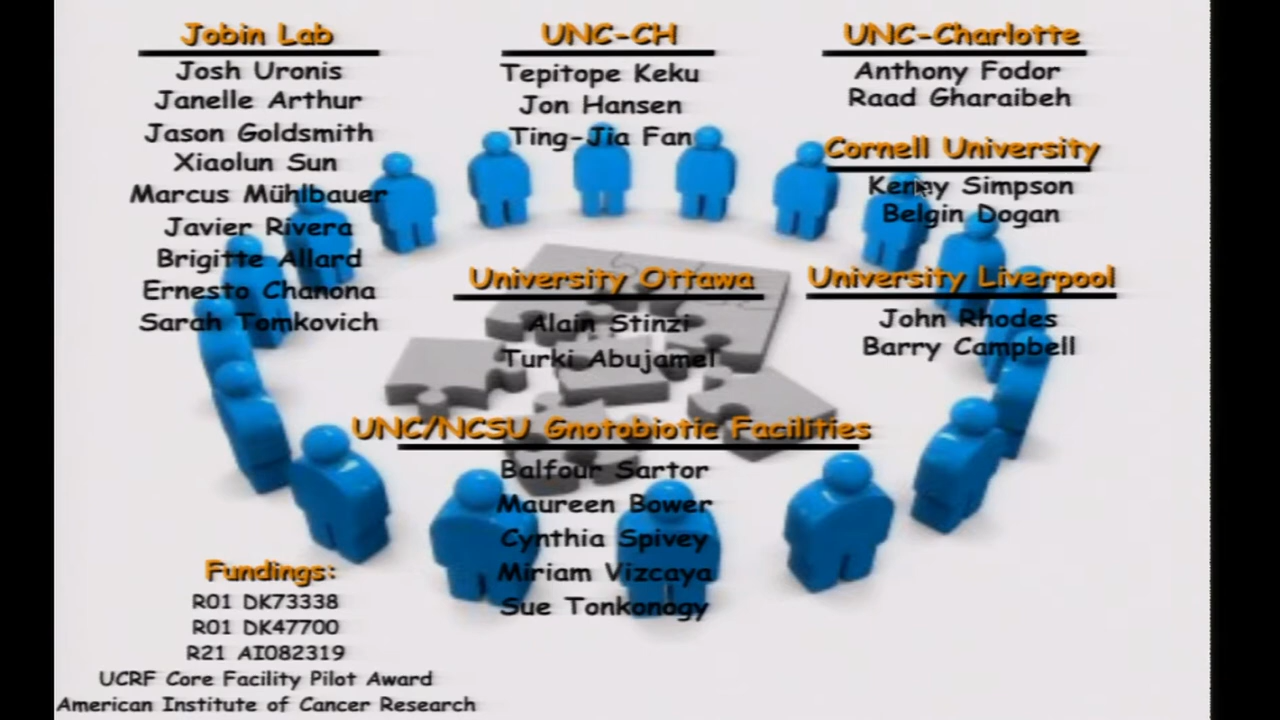 Jobin Lab
Josh Uronis
Janelle Arthur
Jason Goldsmith
Xiaolun Sun
Marcus Mühlbauer
Javier Rivera
Brigitte Allard
Ernesto Chanona
Sarah Tomkovich
UNC-CH
Tepitope Keku
Jon Hansen
Ting-Jia Fan
UNC-Charlotte
Anthony Fodor
Raad Gharaibeh
Cornell University
Kenny Simpson
Belgin Dogan
University Ottawa
Alain Stinzi
Turki Abujamel
University Liverpool
John Rhodes
Barry Campbell
UNC/NCSU Gnotobiotic Facilities
Balfour Sartor
Maureen Bower
Cynthia Spivey
Miriam Vizcaya
Sue Tonkonogy
Fundings:
R01 DK73338
R01 DK47700
R21 AI082319
UCRF Core Facility Pilot Award
American Institute of Cancer Research